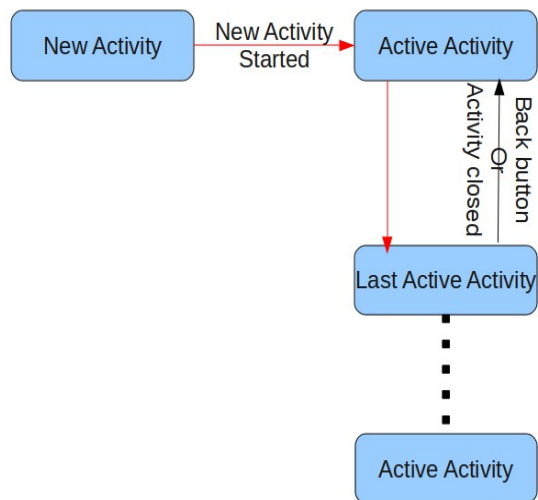 New Activity
New Activity
Started
Active Activity
Back button
Or
Activity closed
Last Active Activity
Active Activity